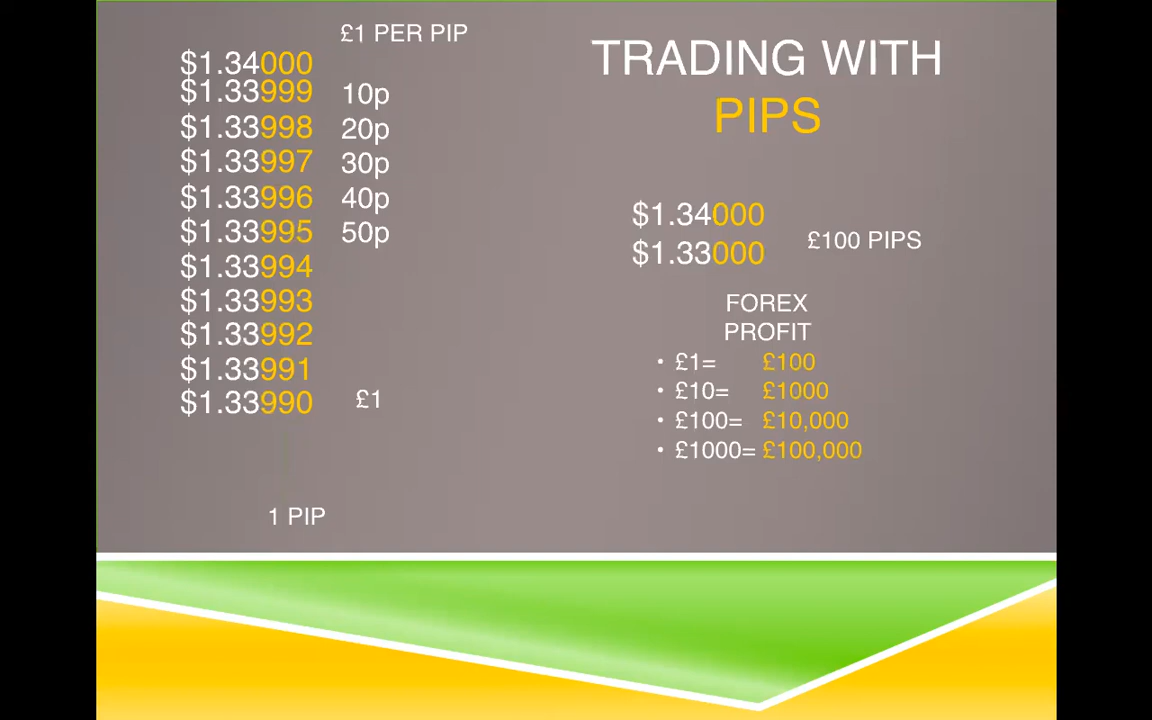 £1 PER PIP
$1.34000
$1.33999 10p
$1.33998 20p
$1.33997 30p
$1.33996 40p
$1.33995 50p
$1.33994
$1.33993
$1.33992
$1.33991
$1.33990 £1
1 PIP
TRADING WITH
PIPS
$1.34000
$1.33000
£100 PIPS
FOREX
PROFIT
• £1= £100
• £10= £1000
• £100= £10,000
• £1000= £100,000